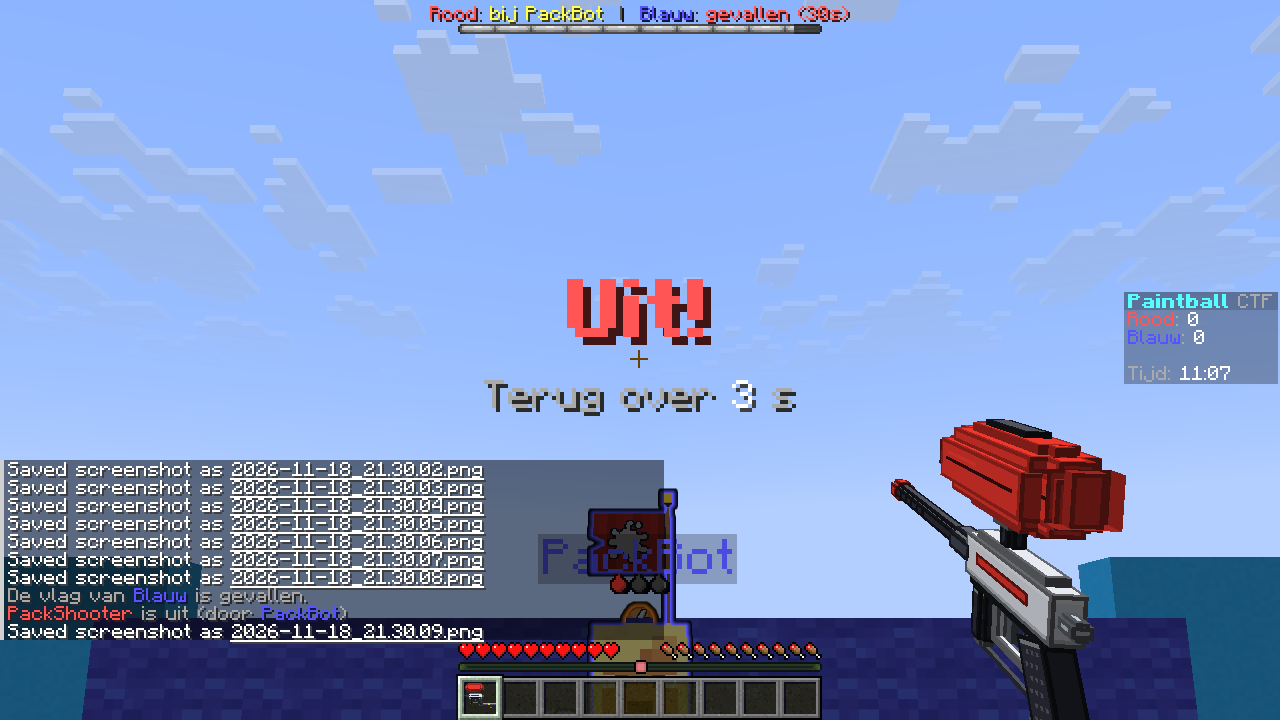 Rood: bij PackBot | Blauw: gevallen (30s)
Uit!
Terug over 3 s
Paintball CTF
Rood: 0
Blauw: 0
Tijd: 11:07
PackBot
Saved screenshot as 2026-11-18_21.30.02.png
Saved screenshot as 2026-11-18_21.30.03.png
Saved screenshot as 2026-11-18_21.30.04.png
Saved screenshot as 2026-11-18_21.30.05.png
Saved screenshot as 2026-11-18_21.30.06.png
Saved screenshot as 2026-11-18_21.30.07.png
Saved screenshot as 2026-11-18_21.30.08.png
De vlag van Blauw is gevallen.
PackShooter is uit (door PackBot)
Saved screenshot as 2026-11-18_21.30.09.png